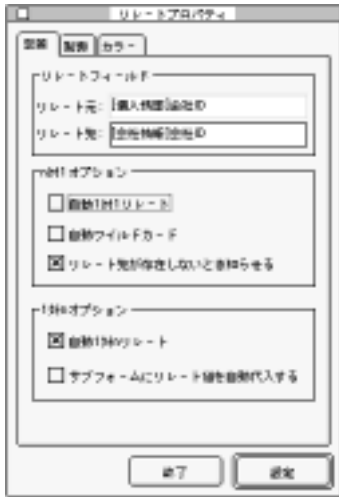 リレートプロパティ
定義 制御 カラー
リレートフィールド
リレート元: [個人情報]会社ID
リレート先: [会社情報]会社ID
n対1オプション
自動1対1リレート
自動ワイルドカード
リレート先が存在しないとき知らせる
1対nオプション
自動1対nリレート
サブフォームにリレート値を自動代入する
終了 設定